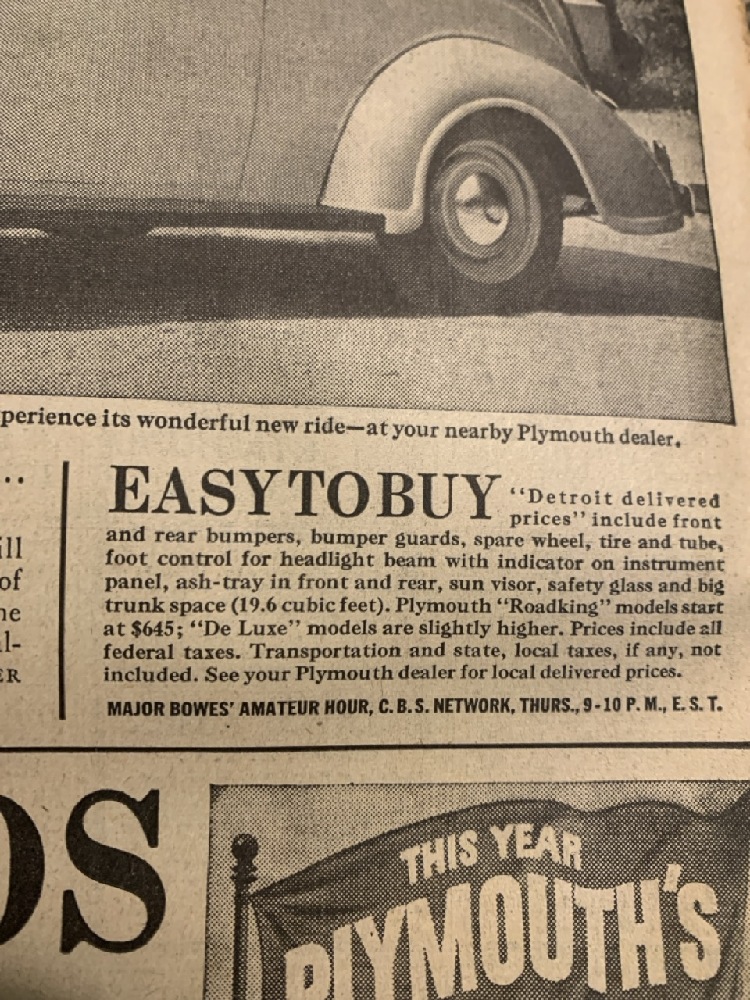 perience its wonderful new ride—at your nearby Plymouth dealer.
..
ill
of
ne
al-
ER
EASY TO BUY "Detroit delivered
prices" include front
and rear bumpers, bumper guards, spare wheel, tire and tube,
foot control for headlight beam with indicator on instrument
panel, ash-tray in front and rear, sun visor, safety glass and big
trunk space (19.6 cubic feet). Plymouth "Roadking" models start
at $645; "De Luxe" models are slightly higher. Prices include all
federal taxes. Transportation and state, local taxes, if any, not
included. See your Plymouth dealer for local delivered prices.
MAJOR BOWES' AMATEUR HOUR, C.B.S. NETWORK, THURS., 9-10 P.M., E.S.T.
OS
THIS YEAR
PLYMOUTH'S